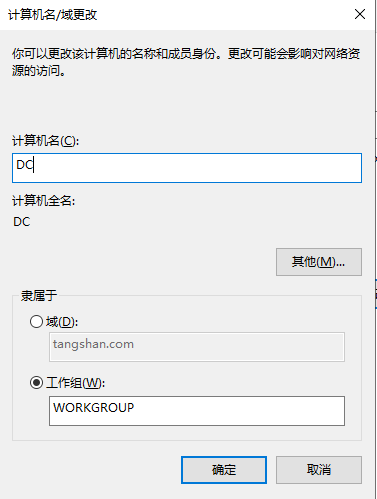 计算机名/域更改
你可以更改该计算机的名称和成员身份。更改可能会影响对网络资
源的访问。
计算机名(C):
DC
计算机全名:
DC
其他(M)...
隶属于
域(D):
tangshan.com
工作组(W):
WORKGROUP
确定
取消